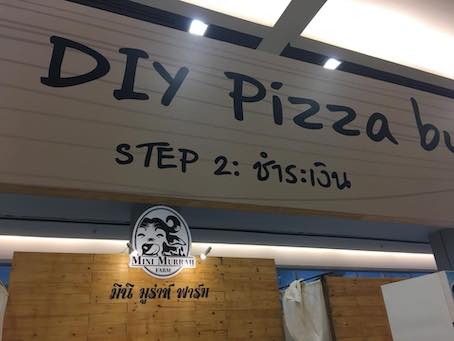 DIY Pizza bu
STEP 2: ชำระเงิน
MINI MURRAH
FARM
มินิ มูร่าห์ ฟาร์ม